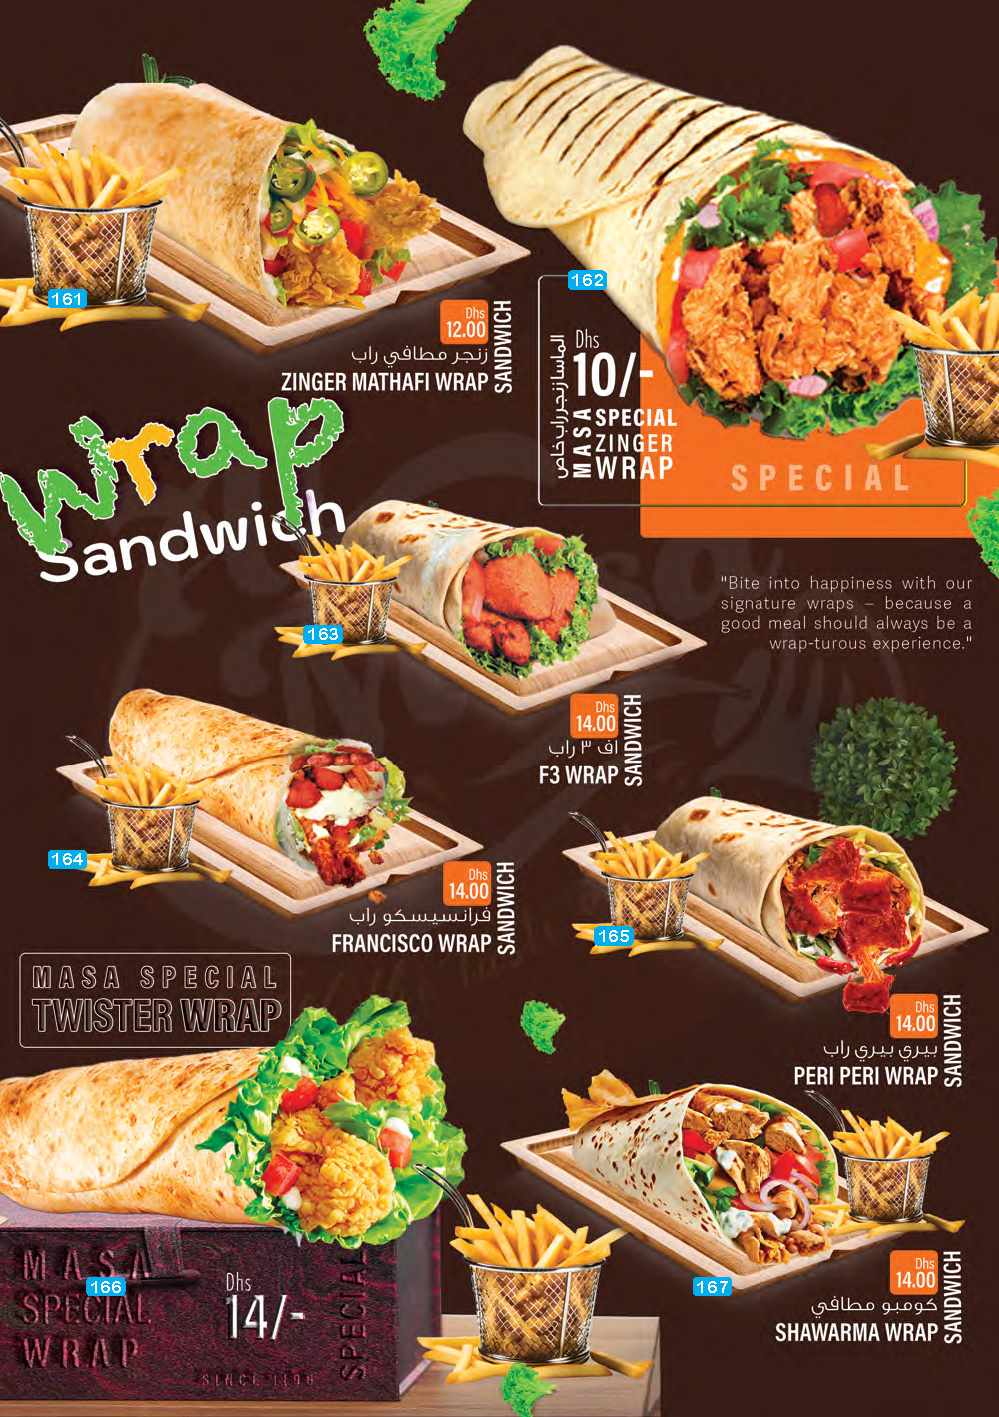 161
Dhs
12.00
زنجر مطافي راب
ZINGER MATHAFI WRAP
SANDWICH
162
Dhs
10/-
الماسا زنجر راب خاص
MASA
SPECIAL
ZINGER
WRAP
SPECIAL
wrap
Sandwich
"Bite into happiness with our
signature wraps – because a
good meal should always be a
wrap-turous experience."
163
Dhs
14.00
اف ٣ راب
F3 WRAP
SANDWICH
164
Dhs
14.00
فرانسيسكو راب
FRANCISCO WRAP
SANDWICH
165
Dhs
14.00
بيري بيري راب
PERI PERI WRAP
SANDWICH
MASA SPECIAL
TWISTER WRAP
MASA
SPECIAL
WRAP
166
Dhs
14/-
SPECIAL
SINCE 1996
167
Dhs
14.00
كومبو مطافي
SHAWARMA WRAP
SANDWICH